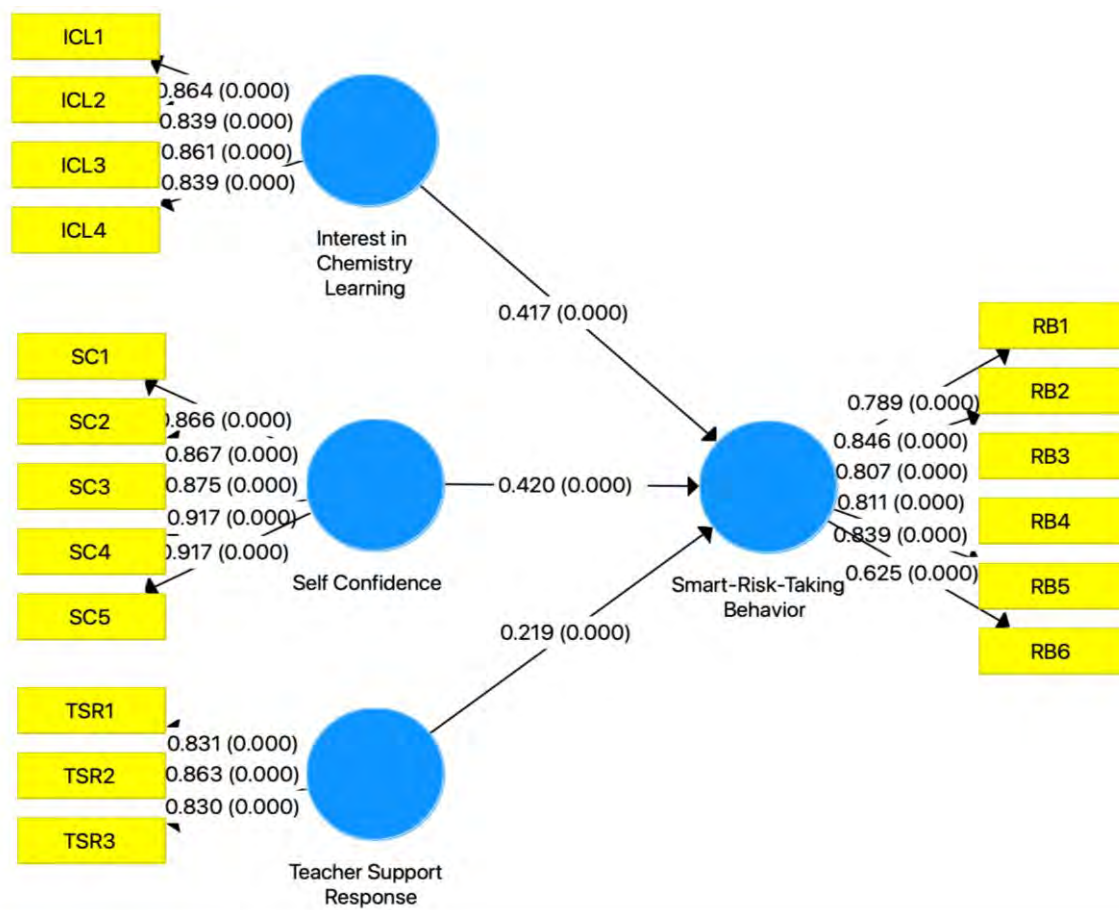 ICL1
ICL2
ICL3
ICL4
0.864 (0.000)
0.839 (0.000)
0.861 (0.000)
0.839 (0.000)
Interest in
Chemistry
Learning
0.417 (0.000)
SC1
SC2
SC3
SC4
SC5
0.866 (0.000)
0.867 (0.000)
0.875 (0.000)
0.917 (0.000)
0.917 (0.000)
Self Confidence
0.420 (0.000)
TSR1
TSR2
TSR3
0.831 (0.000)
0.863 (0.000)
0.830 (0.000)
Teacher Support
Response
0.219 (0.000)
Smart-Risk-Taking
Behavior
0.789 (0.000)
0.846 (0.000)
0.807 (0.000)
0.811 (0.000)
0.839 (0.000)
0.625 (0.000)
RB1
RB2
RB3
RB4
RB5
RB6